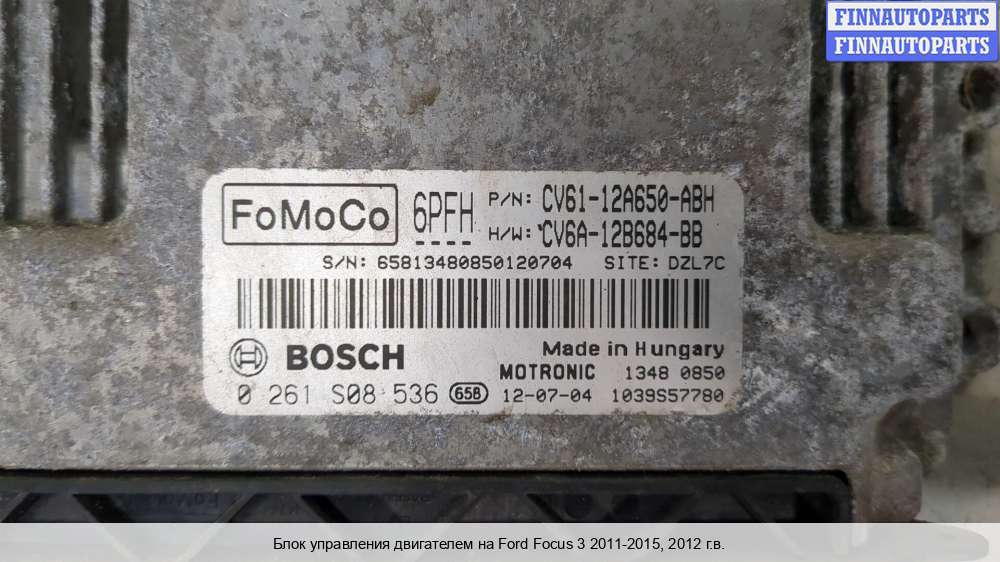 FINNAUTOPARTS
FINNAUTOPARTS
FoMoCo
6PFH
P/N: CV61-12A650-ABH
H/W: CV6A-12B684-BB
S/N: 65813480850120704 SITE: DZL7C
BOSCH
Made in Hungary
MOTRONIC 1348 0850
0 261 S08 536 658 12-07-04 1039S57780
Блок управления двигателем на Ford Focus 3 2011-2015, 2012 г.в.